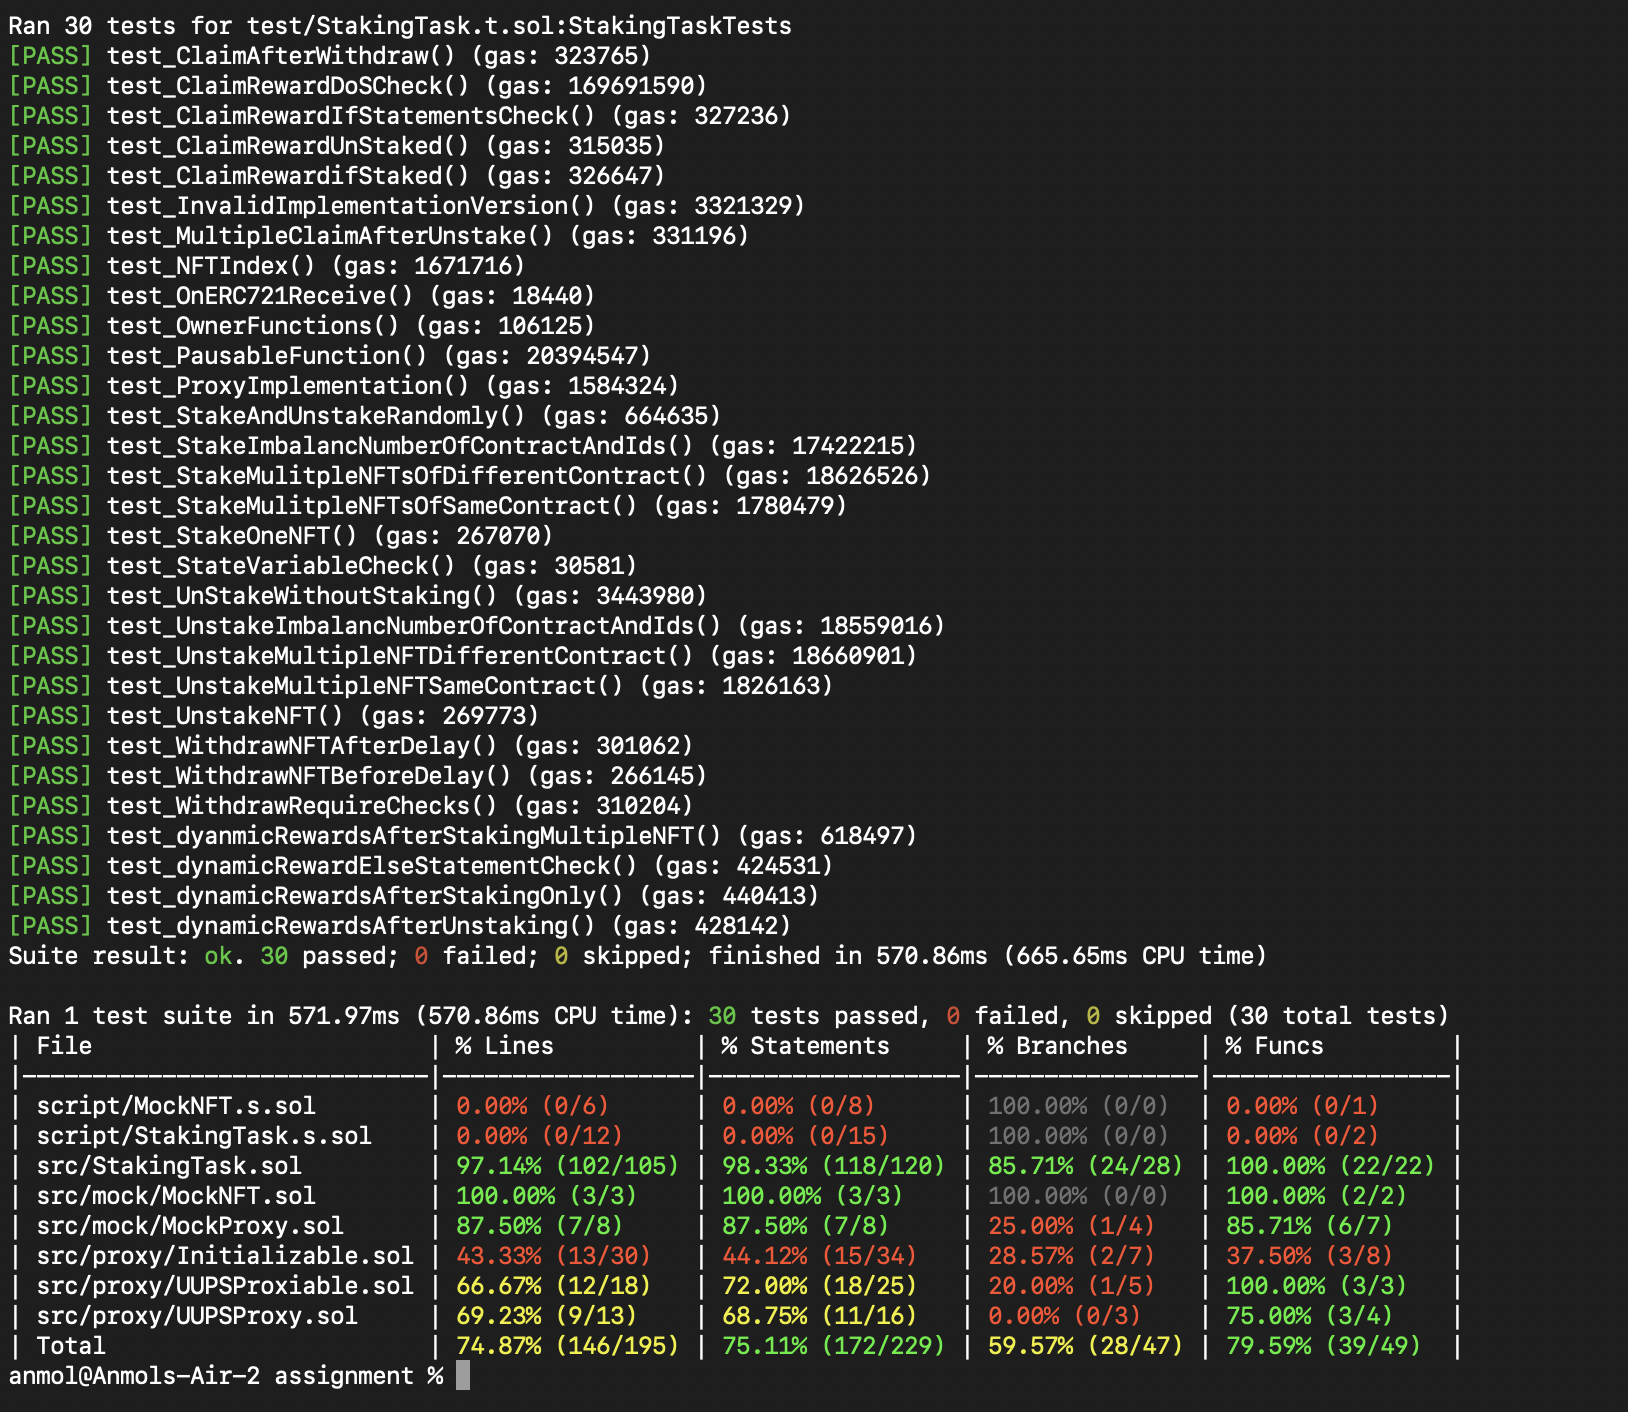 Ran 30 tests for test/StakingTask.t.sol:StakingTaskTests
[PASS] test_ClaimAfterWithdraw() (gas: 323765)
[PASS] test_ClaimRewardDoSCheck() (gas: 169691590)
[PASS] test_ClaimRewardIfStatementsCheck() (gas: 327236)
[PASS] test_ClaimRewardUnStaked() (gas: 315035)
[PASS] test_ClaimRewardifStaked() (gas: 326647)
[PASS] test_InvalidImplementationVersion() (gas: 3321329)
[PASS] test_MultipleClaimAfterUnstake() (gas: 331196)
[PASS] test_NFTIndex() (gas: 1671716)
[PASS] test_OnERC721Receive() (gas: 18440)
[PASS] test_OwnerFunctions() (gas: 106125)
[PASS] test_PausableFunction() (gas: 20394547)
[PASS] test_ProxyImplementation() (gas: 1584324)
[PASS] test_StakeAndUnstakeRandomly() (gas: 664635)
[PASS] test_StakeImbalancNumberOfContractAndIds() (gas: 17422215)
[PASS] test_StakeMulitpleNFTsOfDifferentContract() (gas: 18626526)
[PASS] test_StakeMulitpleNFTsOfSameContract() (gas: 1780479)
[PASS] test_StakeOneNFT() (gas: 267070)
[PASS] test_StateVariableCheck() (gas: 30581)
[PASS] test_UnStakeWithoutStaking() (gas: 3443980)
[PASS] test_UnstakeImbalancNumberOfContractAndIds() (gas: 18559016)
[PASS] test_UnstakeMultipleNFTDifferentContract() (gas: 18660901)
[PASS] test_UnstakeMultipleNFTSameContract() (gas: 1826163)
[PASS] test_UnstakeNFT() (gas: 269773)
[PASS] test_WithdrawNFTAfterDelay() (gas: 301062)
[PASS] test_WithdrawNFTBeforeDelay() (gas: 266145)
[PASS] test_WithdrawRequireChecks() (gas: 310204)
[PASS] test_dyanmicRewardsAfterStakingMultipleNFT() (gas: 618497)
[PASS] test_dynamicRewardElseStatementCheck() (gas: 424531)
[PASS] test_dynamicRewardsAfterStakingOnly() (gas: 440413)
[PASS] test_dynamicRewardsAfterUnstaking() (gas: 428142)
Suite result: ok. 30 passed; 0 failed; 0 skipped; finished in 570.86ms (665.65ms CPU time)

Ran 1 test suite in 571.97ms (570.86ms CPU time): 30 tests passed, 0 failed, 0 skipped (30 total tests)
| File                        | % Lines          | % Statements     | % Branches     | % Funcs        |
|-----------------------------|------------------|------------------|----------------|----------------|
| script/MockNFT.s.sol        | 0.00% (0/6)      | 0.00% (0/8)      | 100.00% (0/0)  | 0.00% (0/1)    |
| script/StakingTask.s.sol    | 0.00% (0/12)     | 0.00% (0/15)     | 100.00% (0/0)  | 0.00% (0/2)    |
| src/StakingTask.sol         | 97.14% (102/105) | 98.33% (118/120) | 85.71% (24/28) | 100.00% (22/22) |
| src/mock/MockNFT.sol        | 100.00% (3/3)    | 100.00% (3/3)    | 100.00% (0/0)  | 100.00% (2/2)  |
| src/mock/MockProxy.sol      | 87.50% (7/8)     | 87.50% (7/8)     | 25.00% (1/4)   | 85.71% (6/7)   |
| src/proxy/Initializable.sol | 43.33% (13/30)   | 44.12% (15/34)   | 28.57% (2/7)   | 37.50% (3/8)   |
| src/proxy/UUPSProxiable.sol | 66.67% (12/18)   | 72.00% (18/25)   | 20.00% (1/5)   | 100.00% (3/3)  |
| src/proxy/UUPSProxy.sol     | 69.23% (9/13)    | 68.75% (11/16)   | 0.00% (0/3)    | 75.00% (3/4)   |
| Total                       | 74.87% (146/195) | 75.11% (172/229) | 59.57% (28/47) | 79.59% (39/49) |
anmol@Anmols-Air-2 assignment %